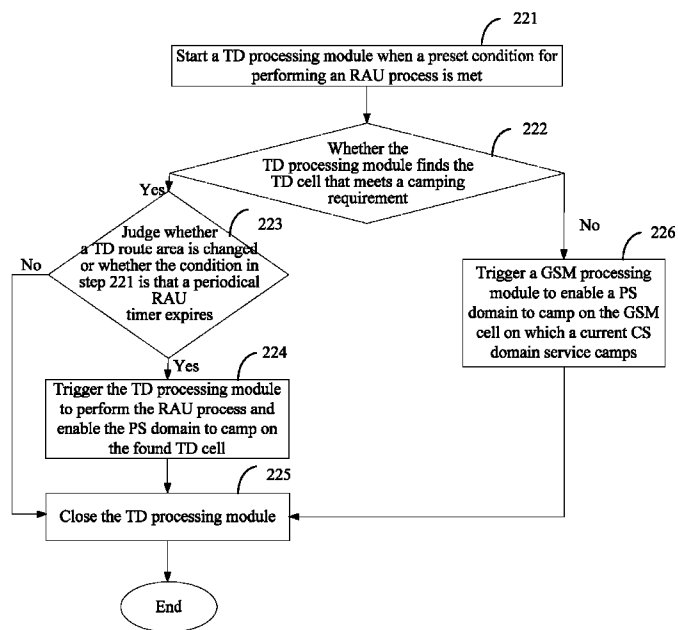 221
Start a TD processing module when a preset condition for
performing an RAU process is met
222
Whether the
TD processing module finds the
TD cell that meets a camping
requirement
Yes
No
223
Judge whether
a TD route area is changed
or whether the condition in
step 221 is that a periodical
RAU
timer expires
No
Yes
226
Trigger a GSM processing
module to enable a PS
domain to camp on the GSM
cell on which a current CS
domain service camps
224
Trigger the TD processing module
to perform the RAU process and
enable the PS domain to camp on
the found TD cell
225
Close the TD processing module
End